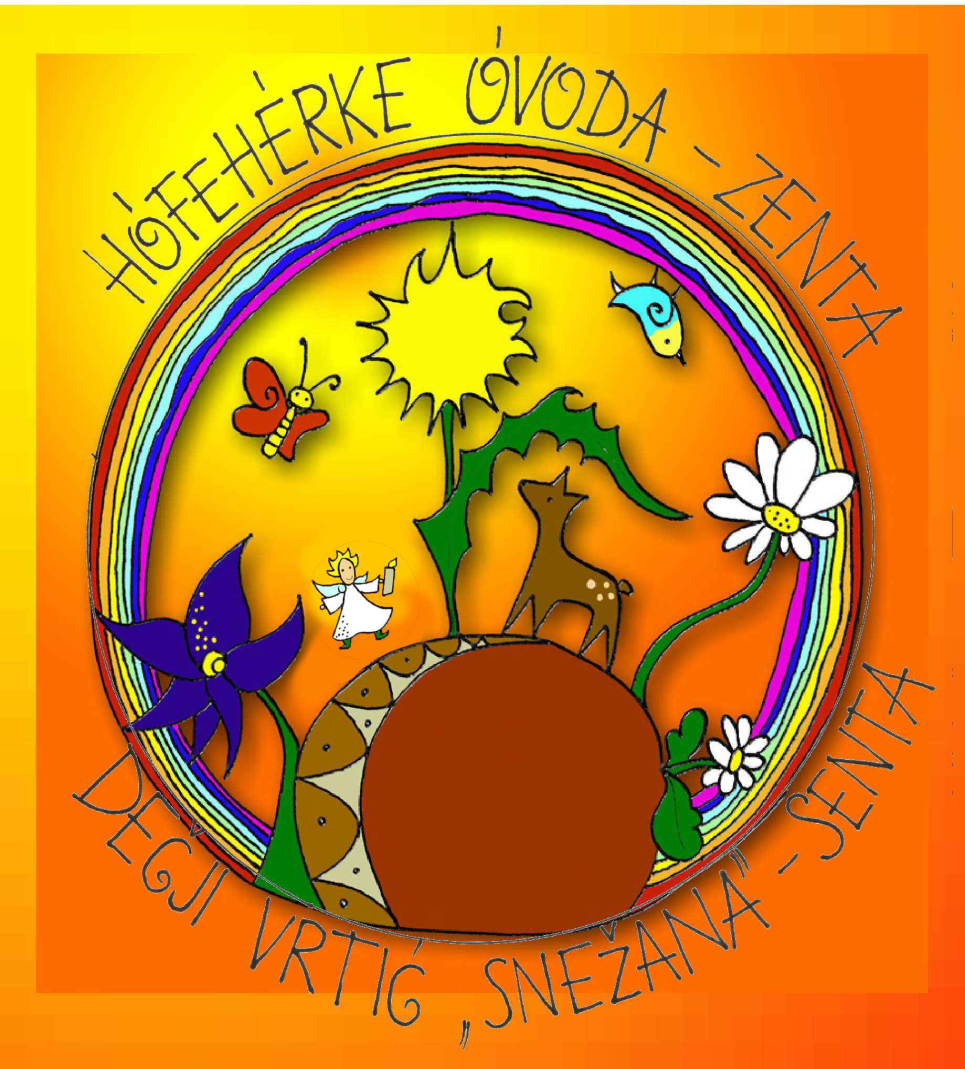 HÓFEHÉRKE ÓVODA - ZENTA
DEČJI VRTIĆ „SNEŽANA" - SENTA